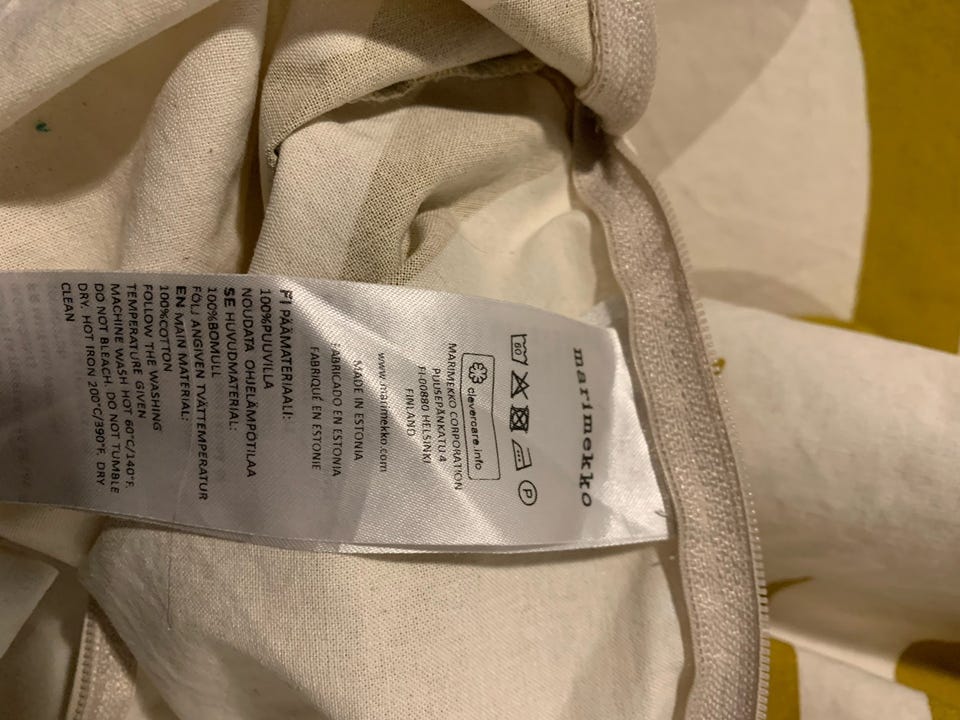 marimekko
60
P
clevercare.info
MARIMEKKO CORPORATION
PUUSEPÄNKATU 4
FI-00880 HELSINKI
FINLAND
www.marimekko.com
MADE IN ESTONIA
FABRICADO EN ESTONIA
FABRIQUÉ EN ESTONIE
FI PÄÄMATERIAALI:
100%PUUVILLA
NOUDATA OHJELÄMPÖTILAA
SE HUVUDMATERIAL:
100%BOMULL
FÖLJ ANGIVEN TVÄTTEMPERATUR
EN MAIN MATERIAL:
100%COTTON
FOLLOW THE WASHING
TEMPERATURE GIVEN
MACHINE WASH HOT 60°C/140°F.
DO NOT BLEACH. DO NOT TUMBLE
DRY. HOT IRON 200°C/390°F. DRY
CLEAN